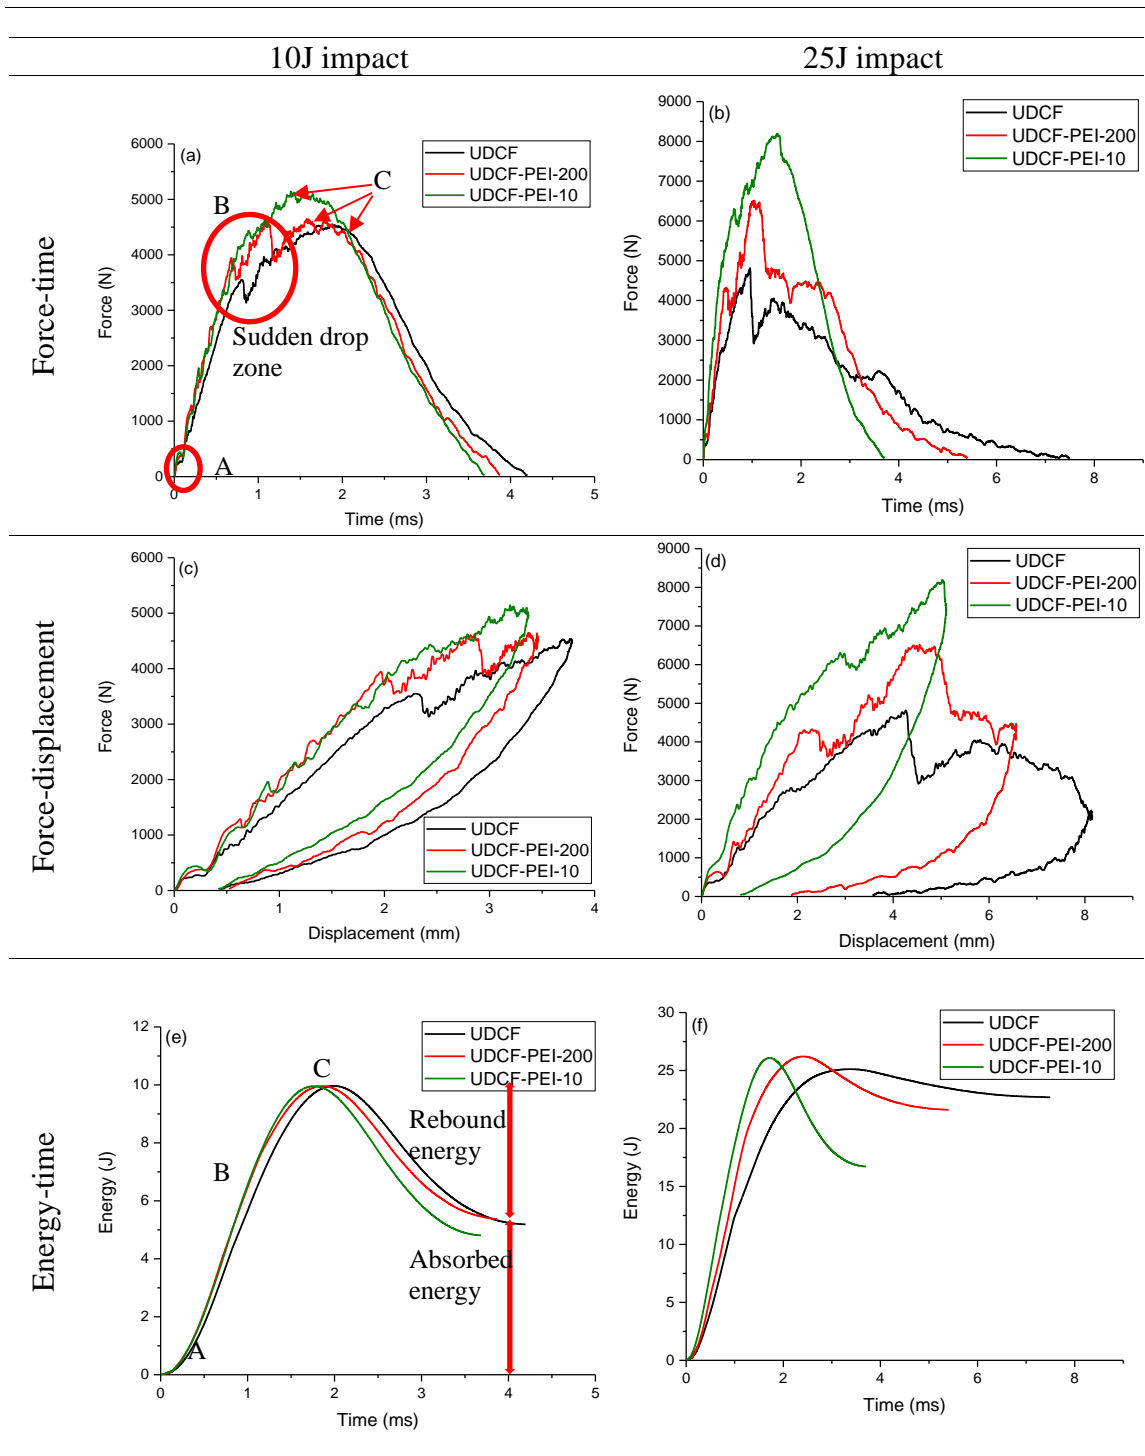 10J impact
25J impact
Force-time
(a)
UDCF
UDCF-PEI-200
UDCF-PEI-10
6000
5000
4000
3000
2000
1000
0
Force (N)
B
C
Sudden drop
zone
A
0 1 2 3 4 5
Time (ms)
(b)
UDCF
UDCF-PEI-200
UDCF-PEI-10
9000
8000
7000
6000
5000
4000
3000
2000
1000
0
Force (N)
0 2 4 6 8
Time (ms)
Force-displacement
(c)
6000
5000
4000
3000
2000
1000
0
Force (N)
UDCF
UDCF-PEI-200
UDCF-PEI-10
0 1 2 3 4
Displacement (mm)
(d)
UDCF
UDCF-PEI-200
UDCF-PEI-10
9000
8000
7000
6000
5000
4000
3000
2000
1000
0
Force (N)
0 2 4 6 8
Displacement (mm)
Energy-time
(e)
UDCF
UDCF-PEI-200
UDCF-PEI-10
12
10
8
6
4
2
0
Energy (J)
C
Rebound
energy
B
Absorbed
energy
A
0 1 2 3 4 5
Time (ms)
(f)
UDCF
UDCF-PEI-200
UDCF-PEI-10
30
25
20
15
10
5
0
Energy (J)
0 2 4 6 8
Time (ms)